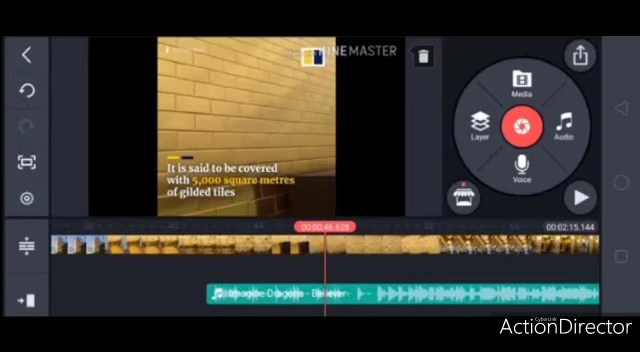 KINEMASTER
Media
Layer
Audio
Voice
It is said to be covered
with 5,000 square metres
of gilded tiles
00:00:46.628
00:02:15.144
Imagine Dragons - Believer
CyberLink
ActionDirector